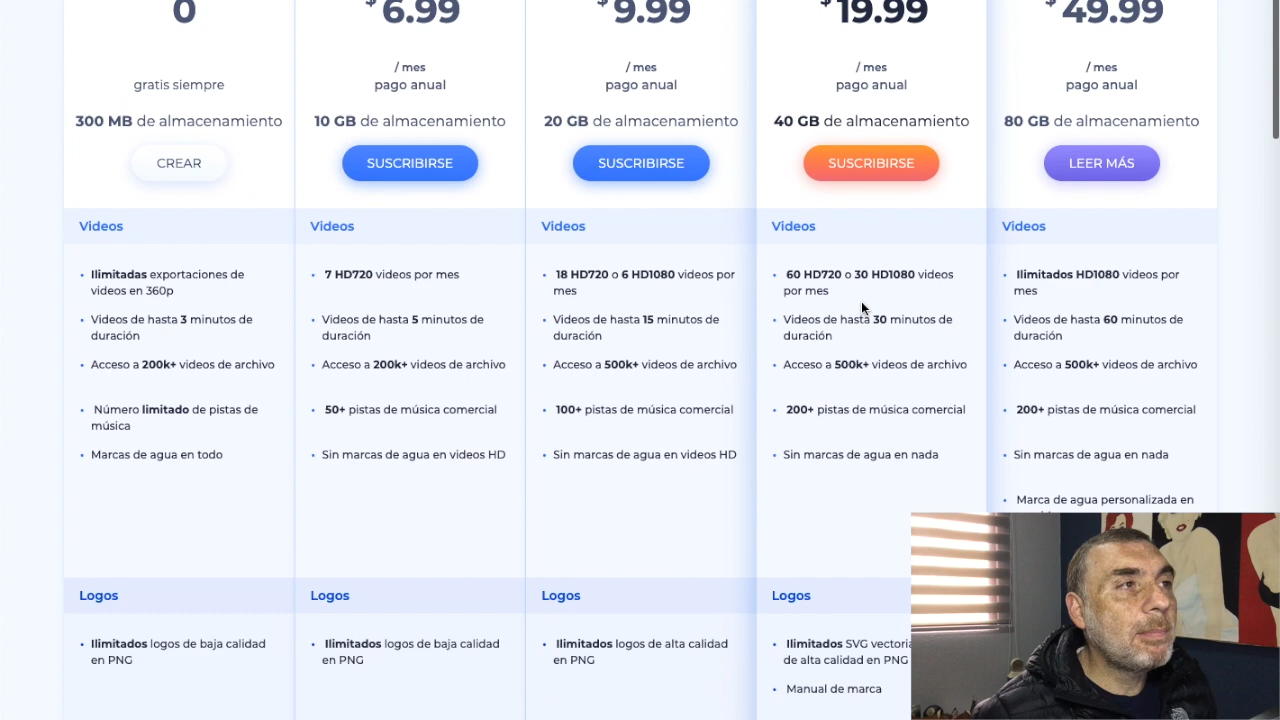 0
$ 6.99
$ 9.99
$ 19.99
$ 49.99
gratis siempre
/ mes
pago anual
/ mes
pago anual
/ mes
pago anual
/ mes
pago anual
300 MB de almacenamiento
10 GB de almacenamiento
20 GB de almacenamiento
40 GB de almacenamiento
80 GB de almacenamiento
CREAR
SUSCRIBIRSE
SUSCRIBIRSE
SUSCRIBIRSE
LEER MÁS
Videos
• Ilimitadas exportaciones de
videos en 360p
• Videos de hasta 3 minutos de
duración
• Acceso a 200k+ videos de archivo
• Número limitado de pistas de
música
• Marcas de agua en todo
Videos
• 7 HD720 videos por mes
• Videos de hasta 5 minutos de
duración
• Acceso a 200k+ videos de archivo
• 50+ pistas de música comercial
• Sin marcas de agua en videos HD
Videos
• 18 HD720 o 6 HD1080 videos por
mes
• Videos de hasta 15 minutos de
duración
• Acceso a 500k+ videos de archivo
• 100+ pistas de música comercial
• Sin marcas de agua en videos HD
Videos
• 60 HD720 o 30 HD1080 videos
por mes
• Videos de hasta 30 minutos de
duración
• Acceso a 500k+ videos de archivo
• 200+ pistas de música comercial
• Sin marcas de agua en nada
Videos
• Ilimitados HD1080 videos por
mes
• Videos de hasta 60 minutos de
duración
• Acceso a 500k+ videos de archivo
• 200+ pistas de música comercial
• Sin marcas de agua en nada
• Marca de agua personalizada en
Logos
• Ilimitados logos de baja calidad
en PNG
Logos
• Ilimitados logos de baja calidad
en PNG
Logos
• Ilimitados logos de alta calidad
en PNG
Logos
• Ilimitados SVG vectoria
de alta calidad en PNG
• Manual de marca